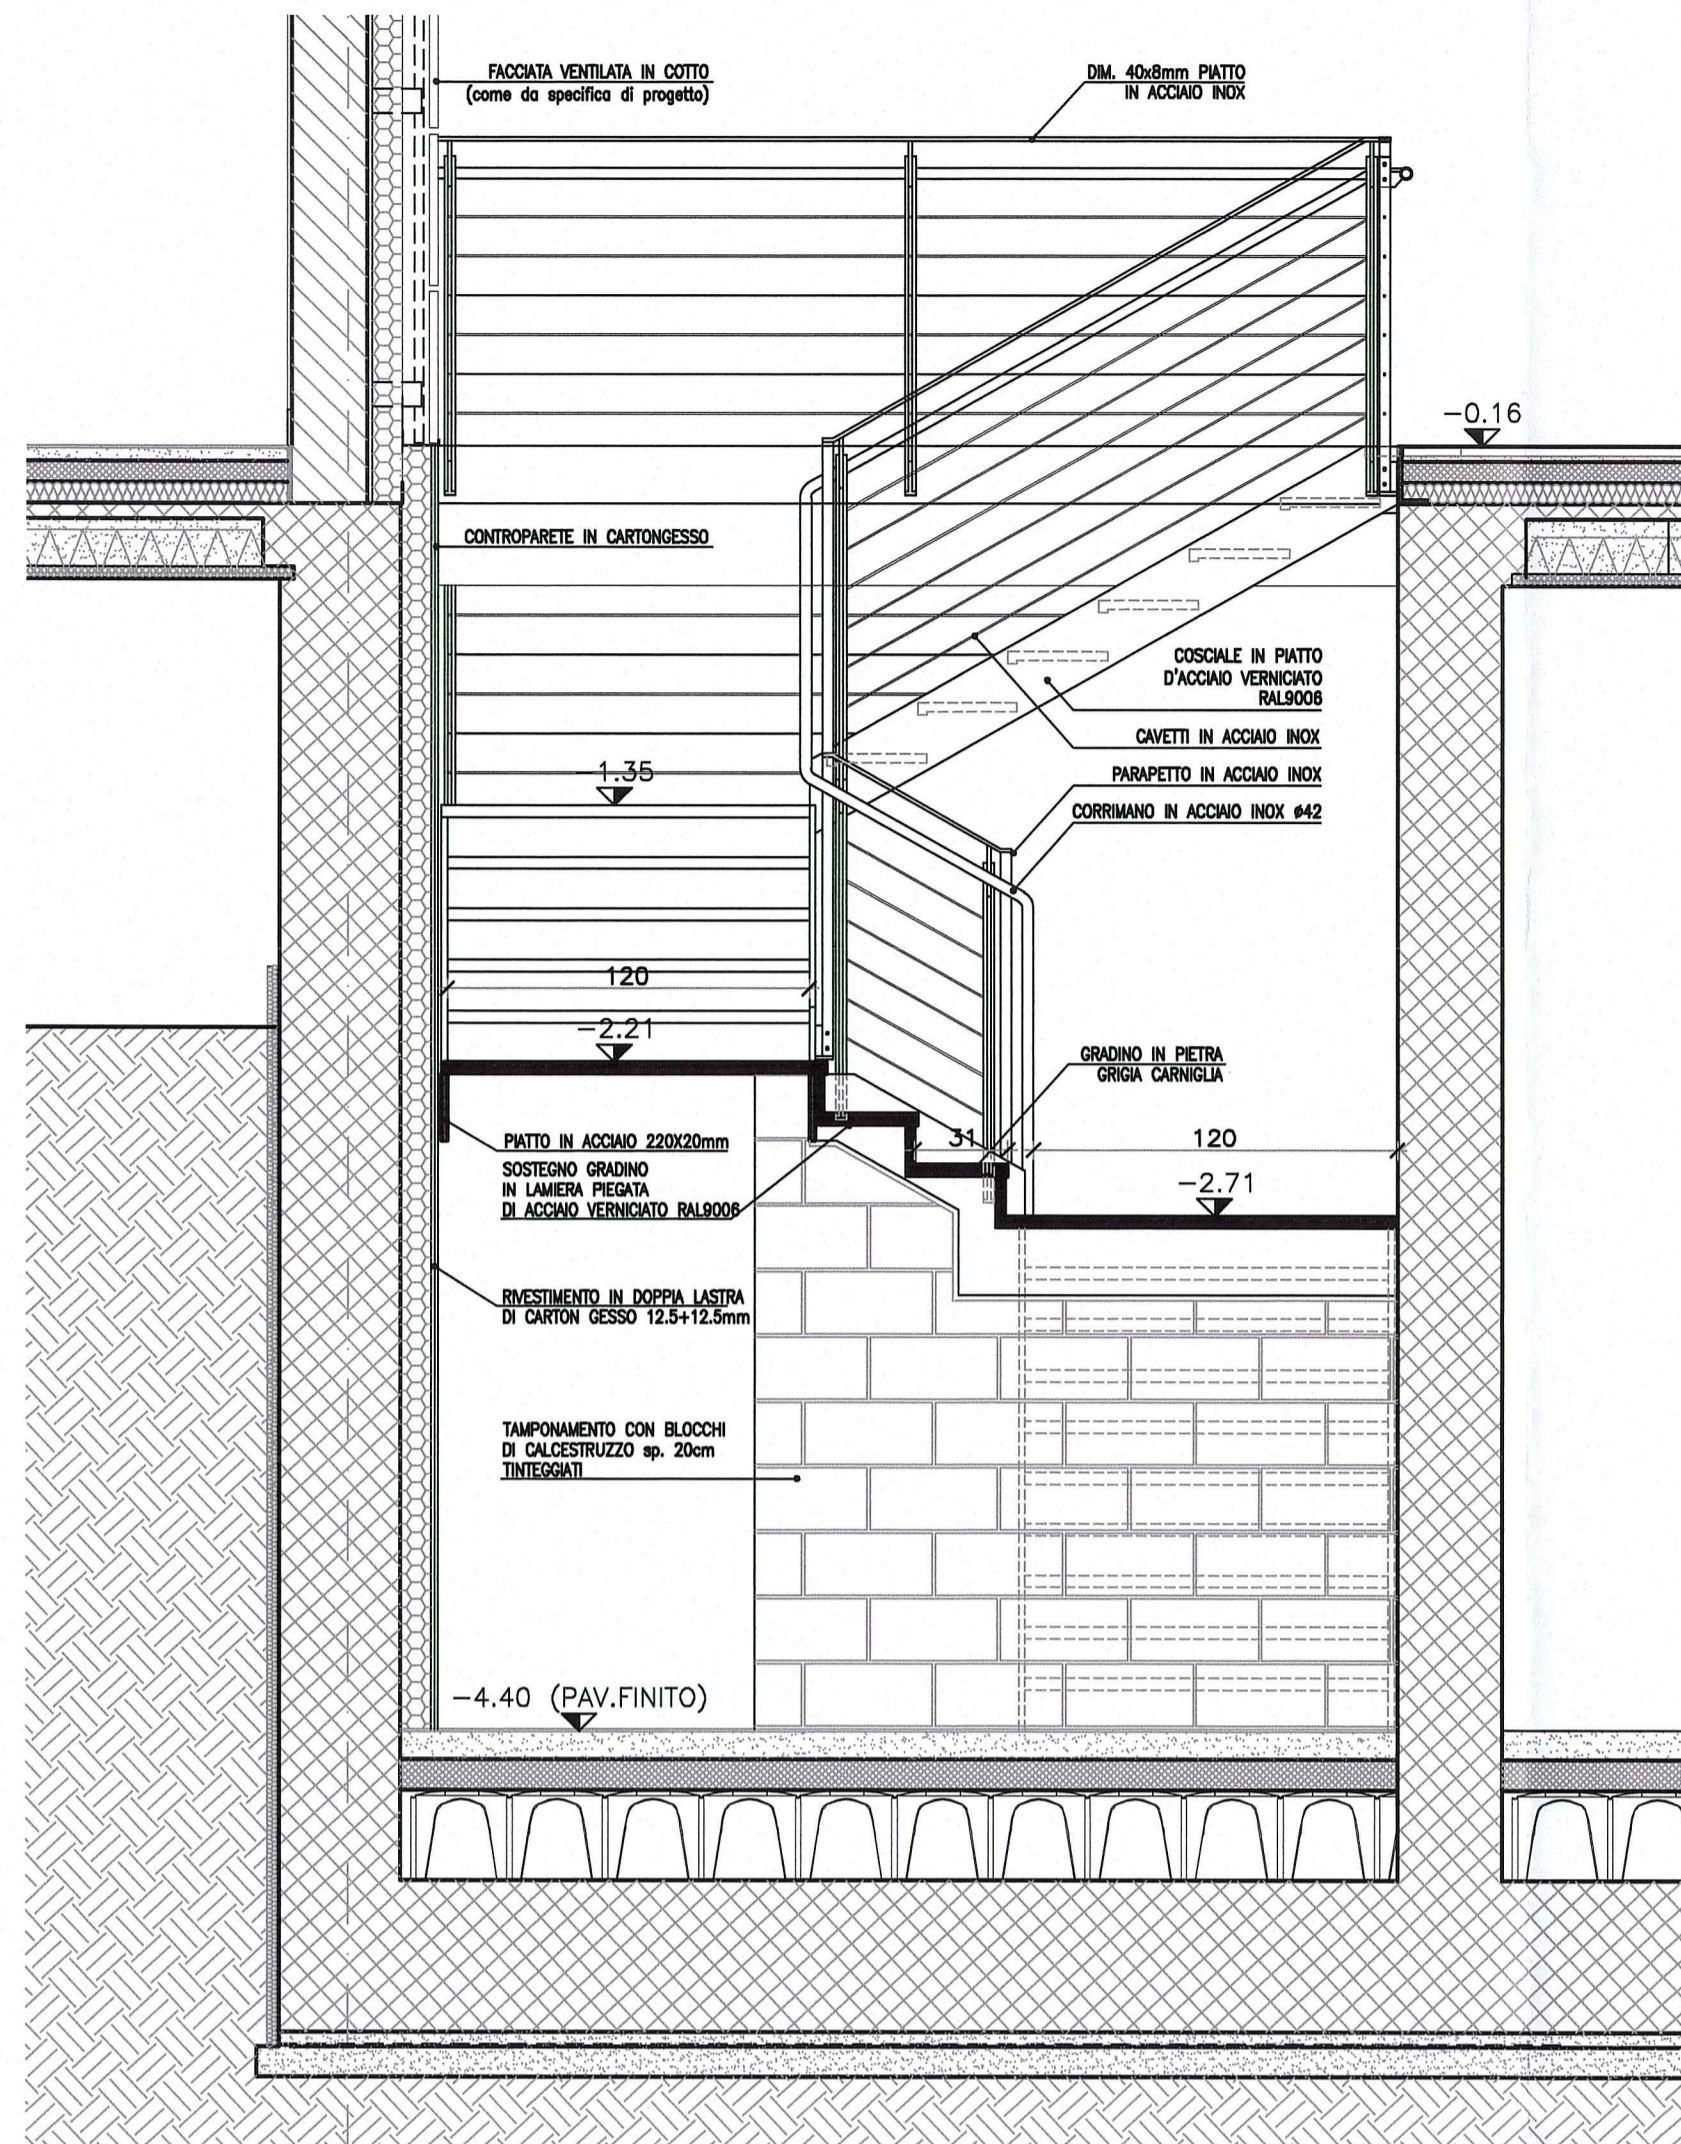 FACCIATA VENTILATA IN COTTO
(come da specifica di progetto)
DIM. 40x8mm PIATTO
IN ACCIAIO INOX
-0.16
CONTROPARETE IN CARTONGESSO
COSCIALE IN PIATTO
D'ACCIAIO VERNICIATO
RAL9006
CAVETTI IN ACCIAIO INOX
-1.35
PARAPETTO IN ACCIAIO INOX
CORRIMANO IN ACCIAIO INOX ø42
120
-2.21
GRADINO IN PIETRA
GRIGIA CARNIGLIA
31
120
PIATTO IN ACCIAIO 220X20mm
SOSTEGNO GRADINO
IN LAMIERA PIEGATA
DI ACCIAIO VERNICIATO RAL9006
-2.71
RIVESTIMENTO IN DOPPIA LASTRA
DI CARTON GESSO 12.5+12.5mm
TAMPONAMENTO CON BLOCCHI
DI CALCESTRUZZO sp. 20cm
TINTEGGIATI
-4.40 (PAV.FINITO)